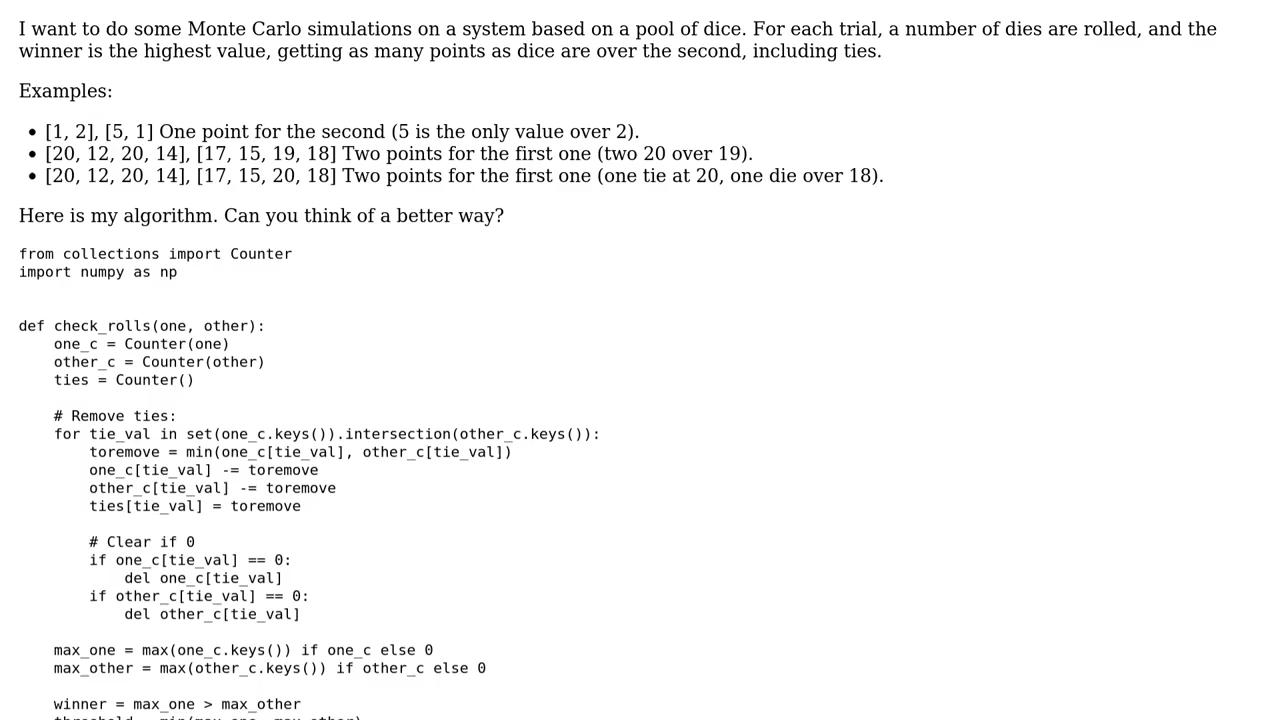 I want to do some Monte Carlo simulations on a system based on a pool of dice. For each trial, a number of dies are rolled, and the
winner is the highest value, getting as many points as dice are over the second, including ties.
Examples:
• [1, 2], [5, 1] One point for the second (5 is the only value over 2).
• [20, 12, 20, 14], [17, 15, 19, 18] Two points for the first one (two 20 over 19).
• [20, 12, 20, 14], [17, 15, 20, 18] Two points for the first one (one tie at 20, one die over 18).
Here is my algorithm. Can you think of a better way?
from collections import Counter
import numpy as np
def check_rolls(one, other):
    one_c = Counter(one)
    other_c = Counter(other)
    ties = Counter()
    # Remove ties:
    for tie_val in set(one_c.keys()).intersection(other_c.keys()):
        toremove = min(one_c[tie_val], other_c[tie_val])
        one_c[tie_val] -= toremove
        other_c[tie_val] -= toremove
        ties[tie_val] = toremove
        # Clear if 0
        if one_c[tie_val] == 0:
            del one_c[tie_val]
        if other_c[tie_val] == 0:
            del other_c[tie_val]
    max_one = max(one_c.keys()) if one_c else 0
    max_other = max(other_c.keys()) if other_c else 0
    winner = max_one > max_other
    threshold = min(max_one, max_other)